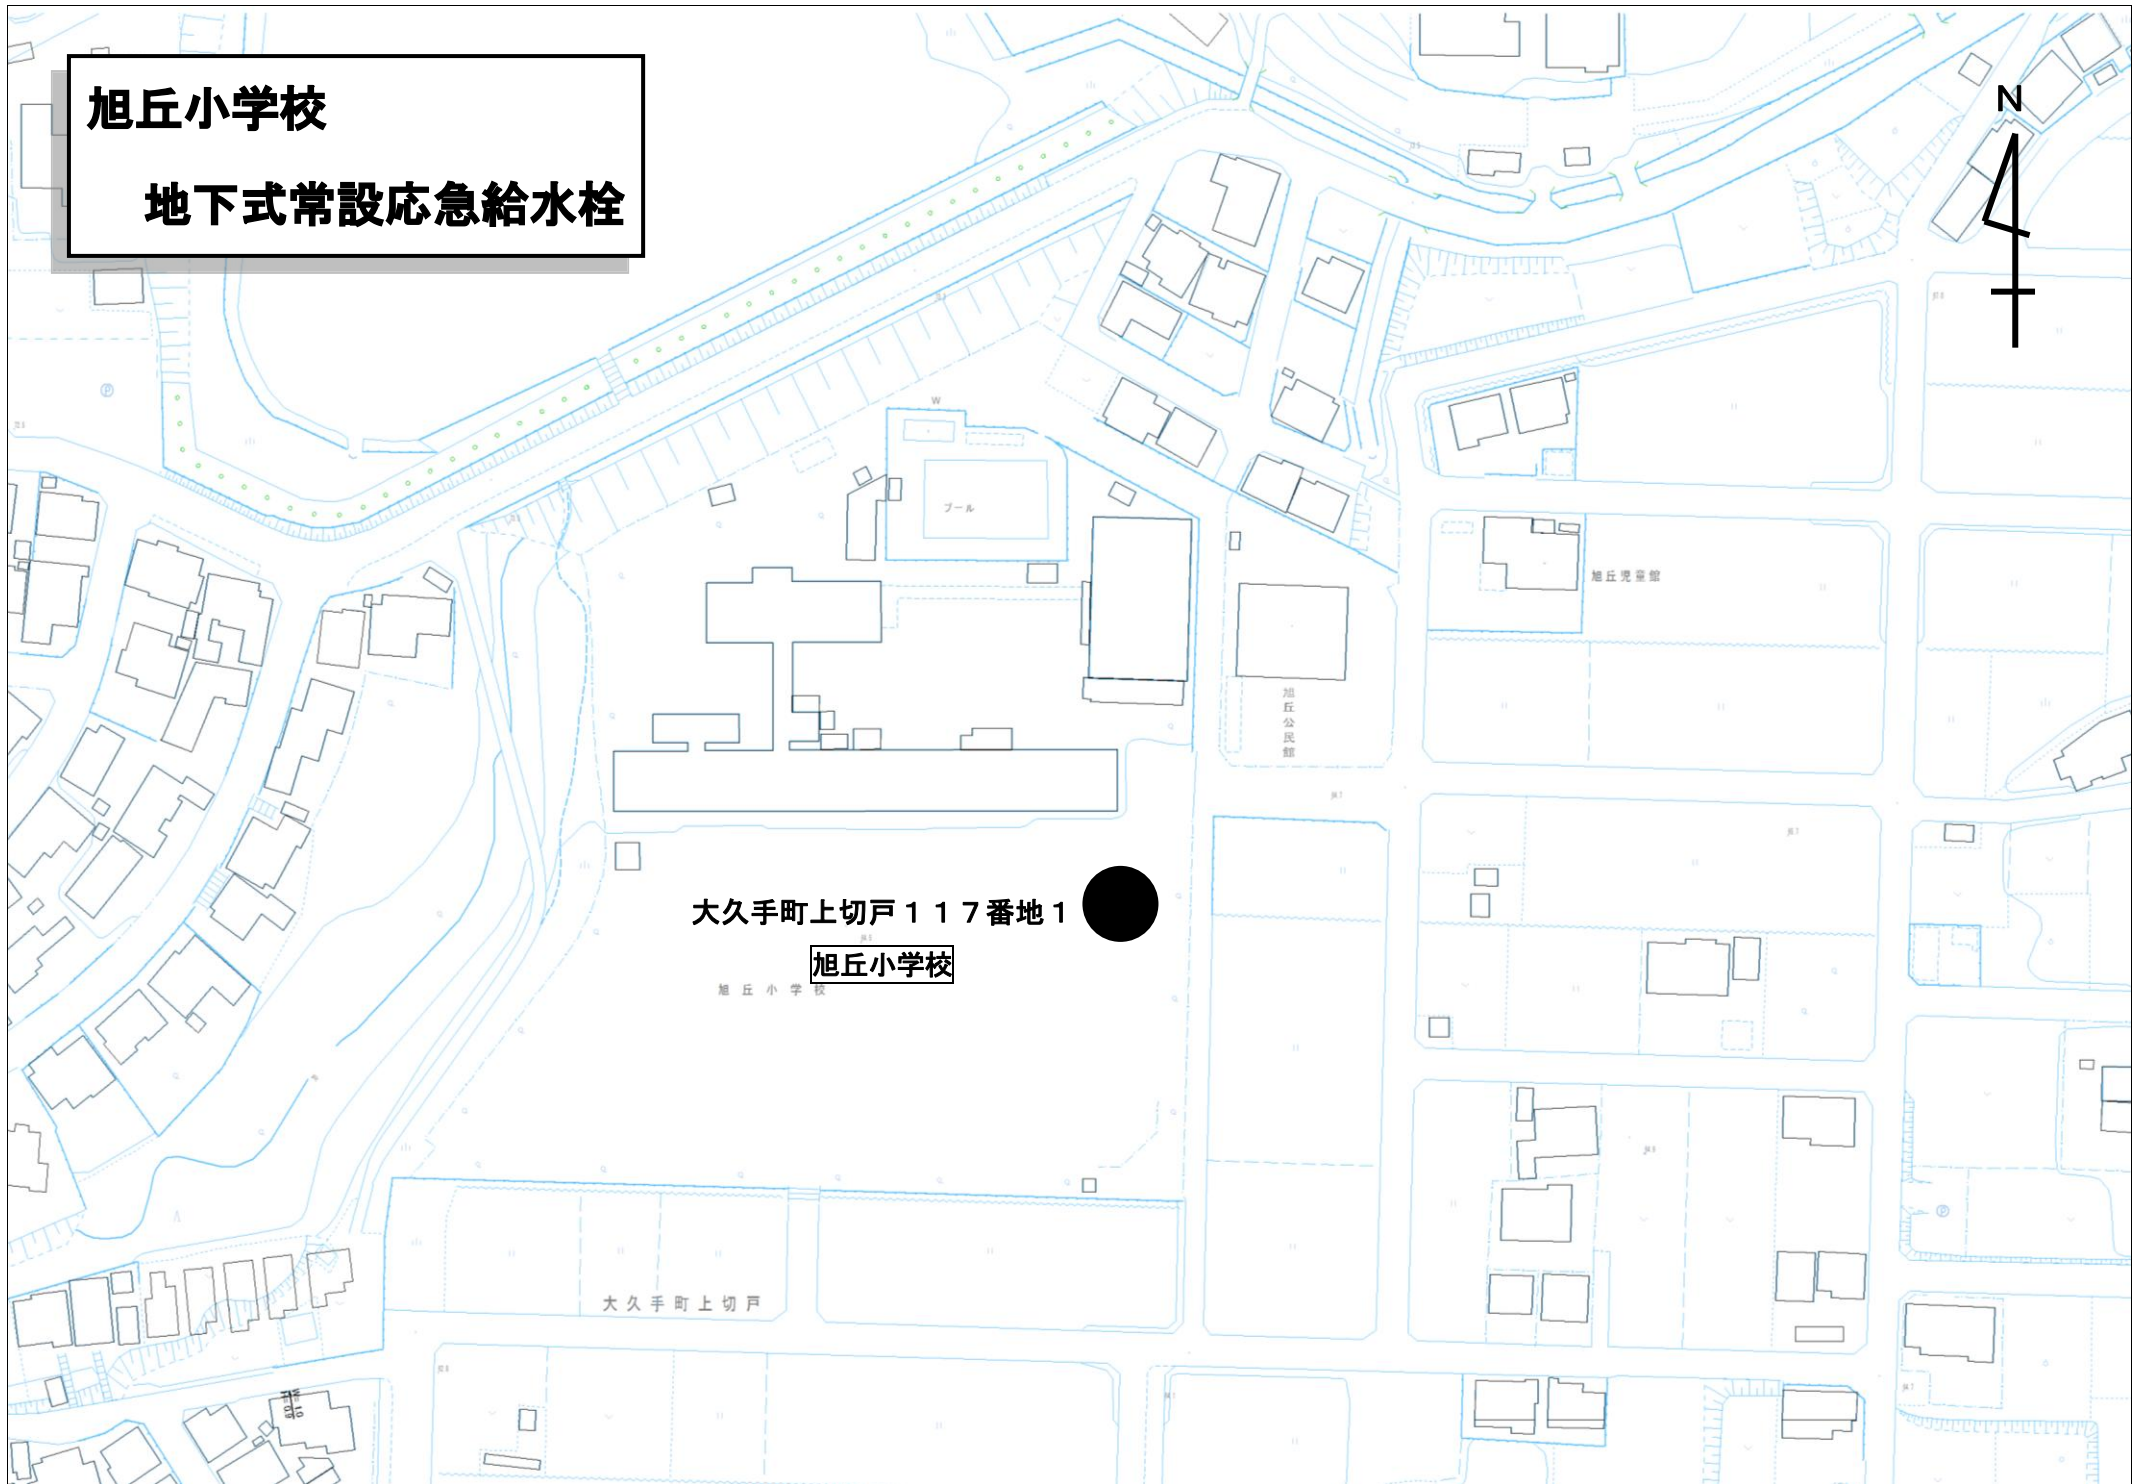 旭丘小学校
地下式常設応急給水栓
N
W
プール
旭丘児童館
旭丘公民館
大久手町上切戸１１７番地１
旭丘小学校
旭丘小学校
大久手町上切戸